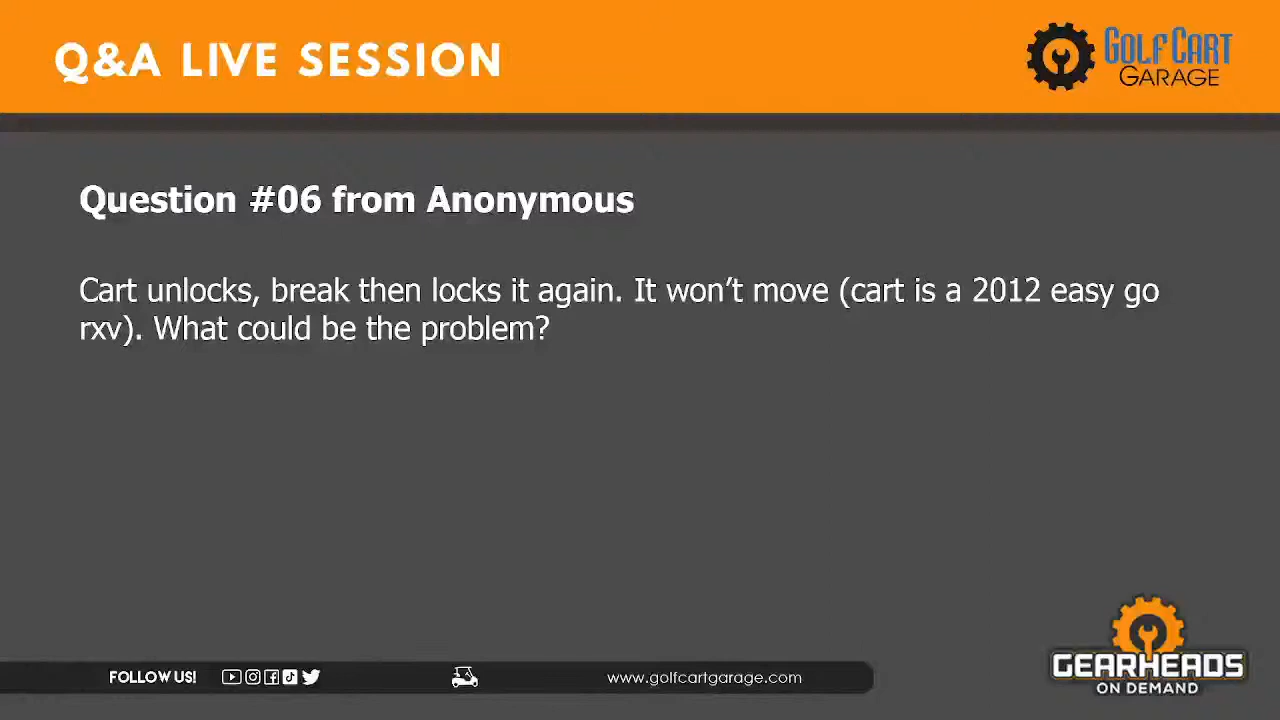 Q&A LIVE SESSION
GOLF CART
GARAGE
Question #06 from Anonymous
Cart unlocks, break then locks it again. It won’t move (cart is a 2012 easy go
rxv). What could be the problem?
FOLLOW US!
www.golfcartgarage.com
GEARHEADS
ON DEMAND